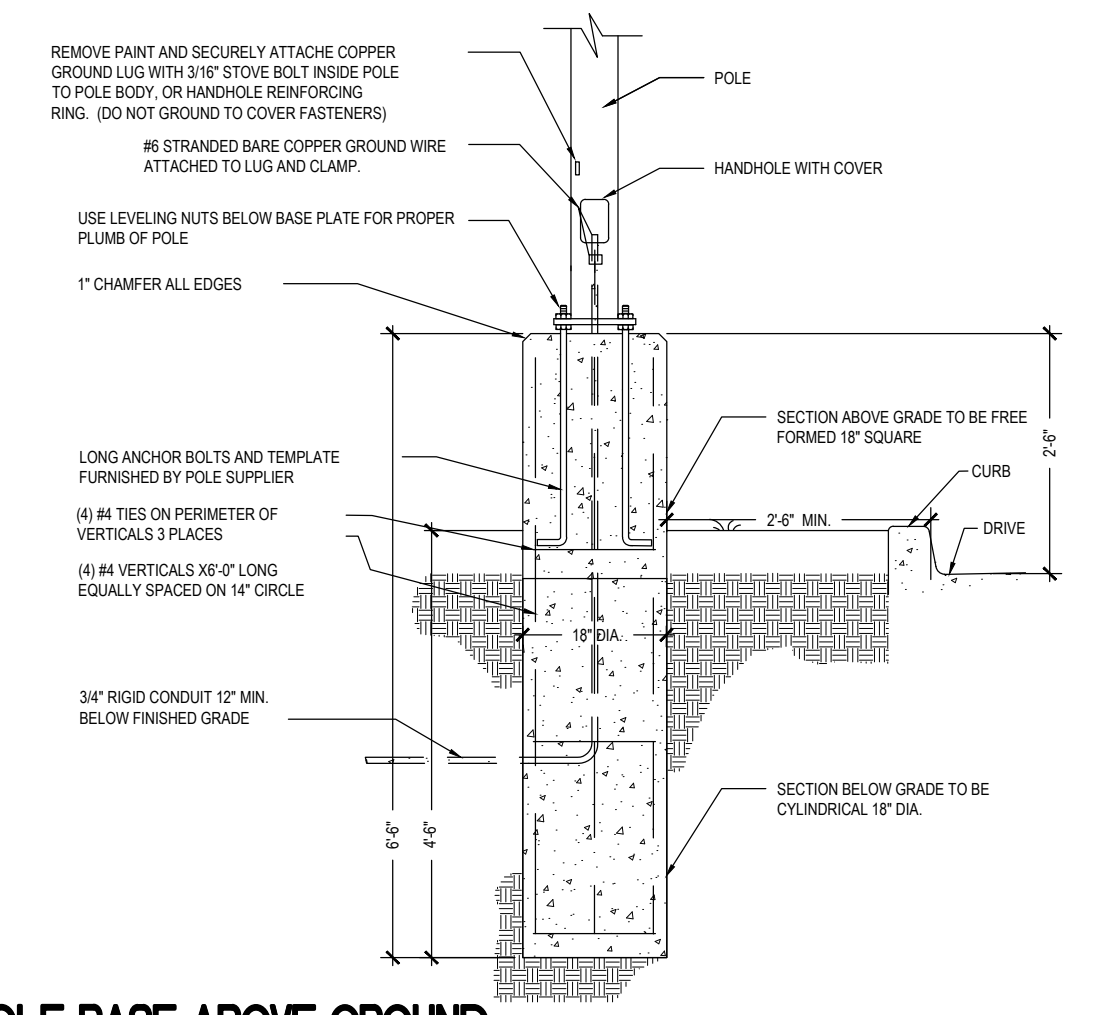 REMOVE PAINT AND SECURELY ATTACHE COPPER
GROUND LUG WITH 3/16" STOVE BOLT INSIDE POLE
TO POLE BODY, OR HANDHOLE REINFORCING
RING. (DO NOT GROUND TO COVER FASTENERS)
#6 STRANDED BARE COPPER GROUND WIRE
ATTACHED TO LUG AND CLAMP.
USE LEVELING NUTS BELOW BASE PLATE FOR PROPER
PLUMB OF POLE
1" CHAMFER ALL EDGES
LONG ANCHOR BOLTS AND TEMPLATE
FURNISHED BY POLE SUPPLIER
(4) #4 TIES ON PERIMETER OF
VERTICALS 3 PLACES
(4) #4 VERTICALS X6'-0" LONG
EQUALLY SPACED ON 14" CIRCLE
3/4" RIGID CONDUIT 12" MIN.
BELOW FINISHED GRADE
6'-6"
4'-6"
18" DIA.
POLE
HANDHOLE WITH COVER
SECTION ABOVE GRADE TO BE FREE
FORMED 18" SQUARE
2'-6"
CURB
2'-6" MIN.
DRIVE
SECTION BELOW GRADE TO BE
CYLINDRICAL 18" DIA.
BASE ABOVE GROUND